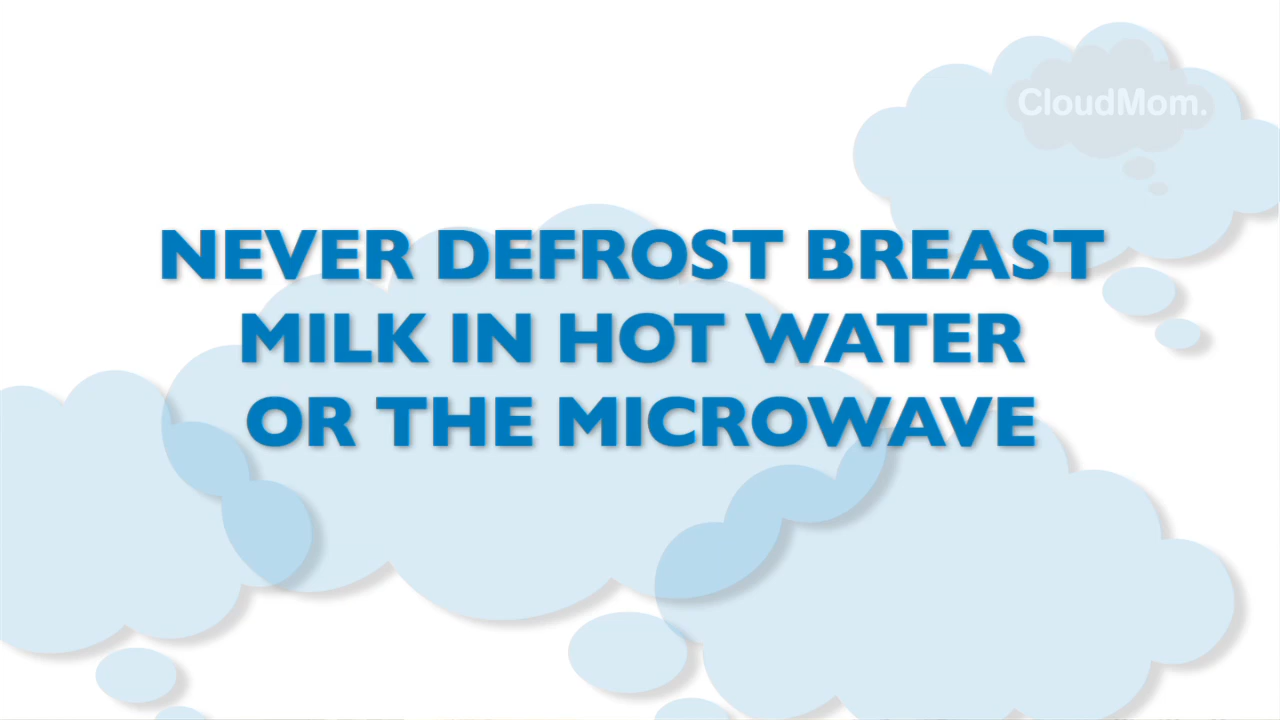 CloudMom.
NEVER DEFROST BREAST
MILK IN HOT WATER
OR THE MICROWAVE